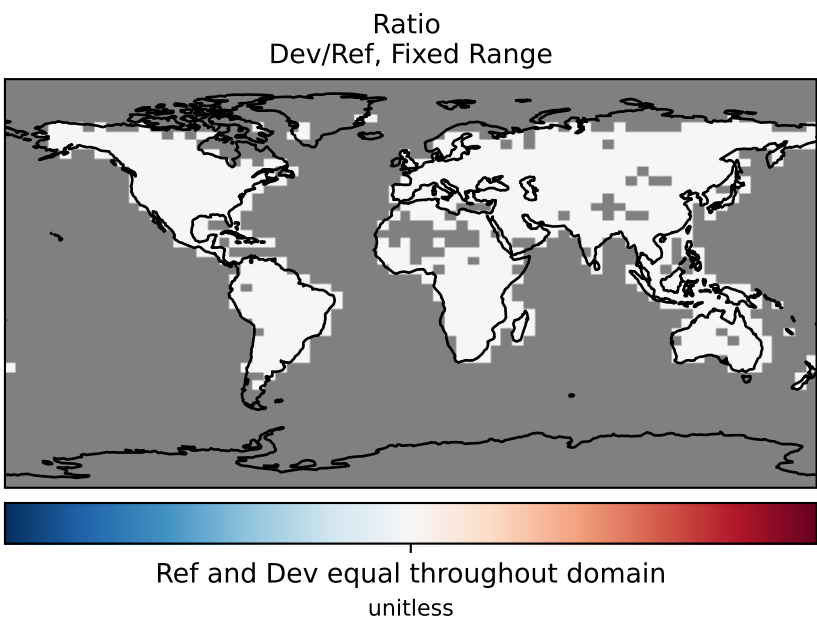 Ratio
Dev/Ref, Fixed Range
Ref and Dev equal throughout domain
unitless